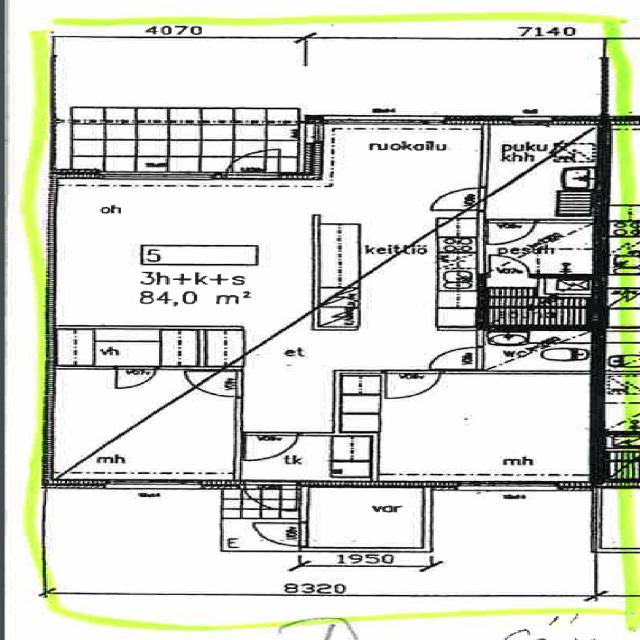 4070
7140
ruokailu
puku
khh
oh
keittiö
pesuh
5
3h+k+s
84,0 m²
vh
et
wc
mh
tk
mh
var
E
1950
8320